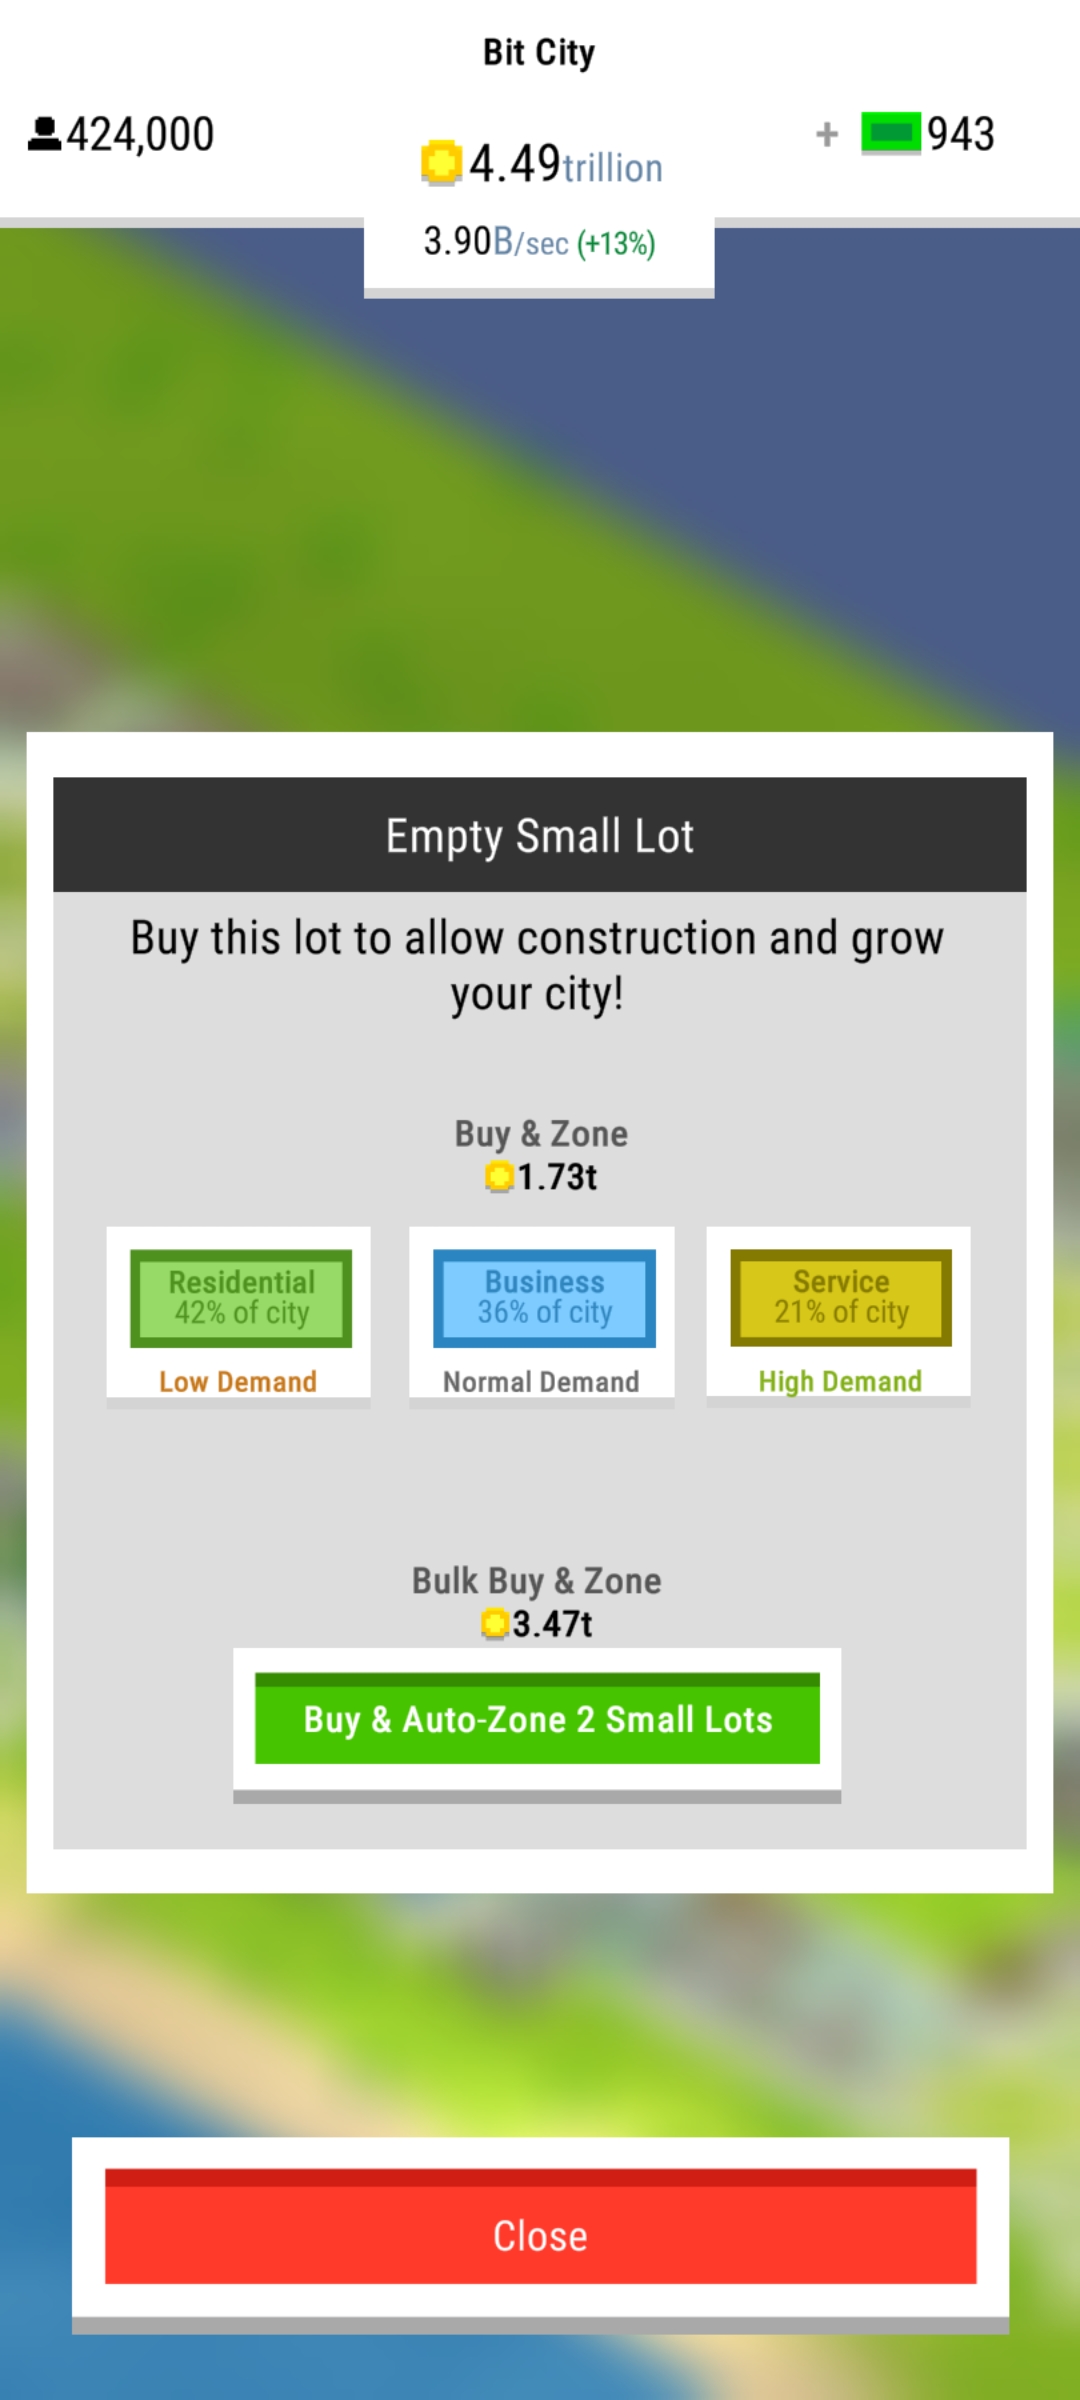 Bit City
424,000
4.49trillion
+ 943
3.90B/sec (+13%)
Empty Small Lot
Buy this lot to allow construction and grow
your city!
Buy & Zone
1.73t
Residential
42% of city
Low Demand
Business
36% of city
Normal Demand
Service
21% of city
High Demand
Bulk Buy & Zone
3.47t
Buy & Auto-Zone 2 Small Lots
Close